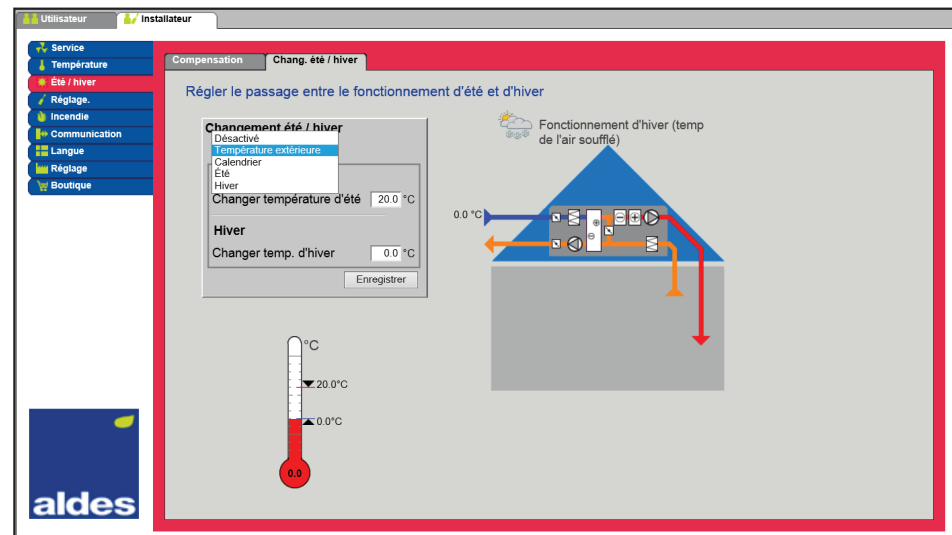 Utilisateur
Installateur
Service
Température
Été / hiver
Réglage.
Incendie
Communication
Langue
Réglage
Boutique
Compensation
Chang. été / hiver
Régler le passage entre le fonctionnement d'été et d'hiver
Changement été / hiver
Désactivé
Température extérieure
Calendrier
Été
Hiver
Changer température d'été 20.0 °C
Hiver
Changer temp. d'hiver 0.0 °C
Enregistrer
Fonctionnement d'hiver (temp
de l'air soufflé)
0.0 °C
°C
20.0°C
0.0°C
0.0
aldes